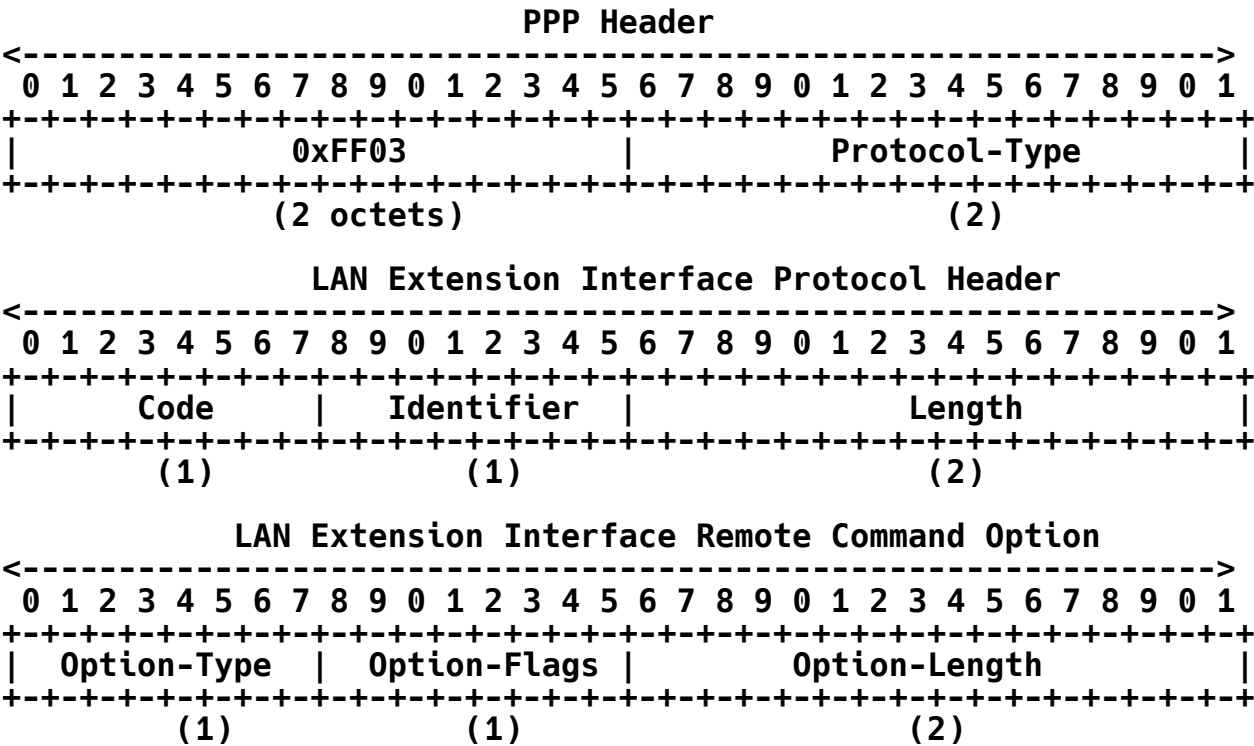 PPP Header
<-------------------------------------------------------------->
0 1 2 3 4 5 6 7 8 9 0 1 2 3 4 5 6 7 8 9 0 1 2 3 4 5 6 7 8 9 0 1
+-+-+-+-+-+-+-+-+-+-+-+-+-+-+-+-+-+-+-+-+-+-+-+-+-+-+-+-+-+-+-+-+
| 0xFF03 | Protocol-Type |
+-+-+-+-+-+-+-+-+-+-+-+-+-+-+-+-+-+-+-+-+-+-+-+-+-+-+-+-+-+-+-+-+
(2 octets) (2)
LAN Extension Interface Protocol Header
<-------------------------------------------------------------->
0 1 2 3 4 5 6 7 8 9 0 1 2 3 4 5 6 7 8 9 0 1 2 3 4 5 6 7 8 9 0 1
+-+-+-+-+-+-+-+-+-+-+-+-+-+-+-+-+-+-+-+-+-+-+-+-+-+-+-+-+-+-+-+-+
| Code | Identifier | Length |
+-+-+-+-+-+-+-+-+-+-+-+-+-+-+-+-+-+-+-+-+-+-+-+-+-+-+-+-+-+-+-+-+
(1) (1) (2)
LAN Extension Interface Remote Command Option
<-------------------------------------------------------------->
0 1 2 3 4 5 6 7 8 9 0 1 2 3 4 5 6 7 8 9 0 1 2 3 4 5 6 7 8 9 0 1
+-+-+-+-+-+-+-+-+-+-+-+-+-+-+-+-+-+-+-+-+-+-+-+-+-+-+-+-+-+-+-+-+
| Option-Type | Option-Flags | Option-Length |
+-+-+-+-+-+-+-+-+-+-+-+-+-+-+-+-+-+-+-+-+-+-+-+-+-+-+-+-+-+-+-+-+
(1) (1) (2)